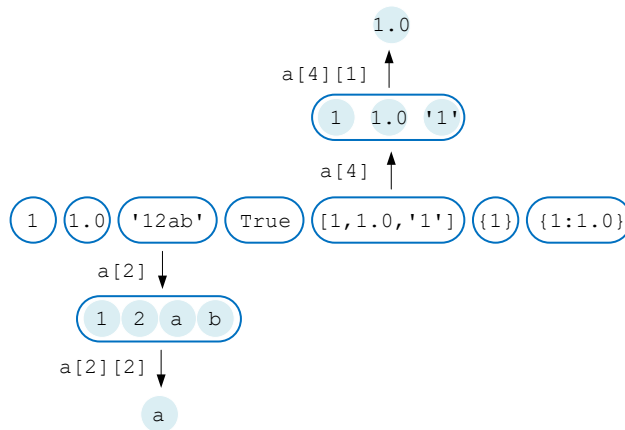 1.0
a[4][1]
1 1.0 '1'
a[4]
1 1.0 '12ab' True [1,1.0,'1'] {1} {1:1.0}
a[2]
1 2 a b
a[2][2]
a